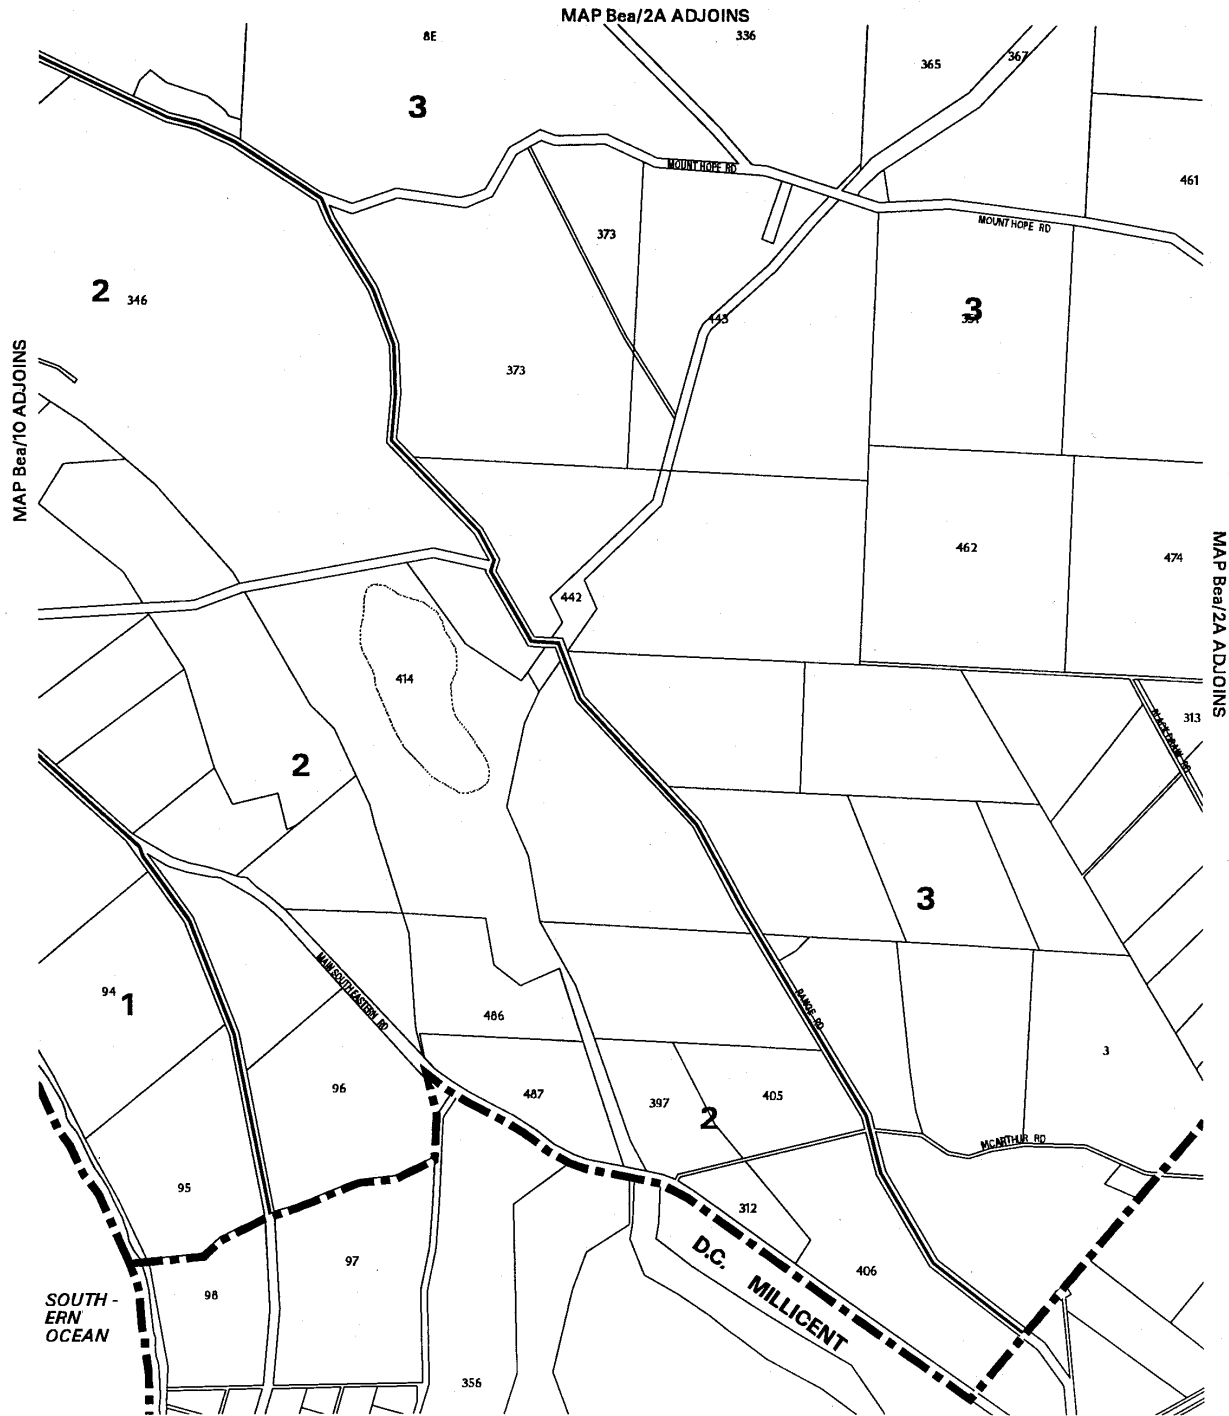 MAP Bea/2A ADJOINS
8E
336
365
367
3
MOUNT HOPE RD
461
373
MOUNT HOPE RD
2
346
443
3
MAP Bea/10 ADJOINS
373
462
474
442
MAP Bea/2A ADJOINS
414
313
BLACK DRAIN RD
2
3
94
1
MAIN SOUTH EASTERN RD
486
RANGE RD
3
96
487
397
405
2
MCARTHUR RD
95
312
D.C. MILLICENT
97
406
98
SOUTH -
ERN
OCEAN
356